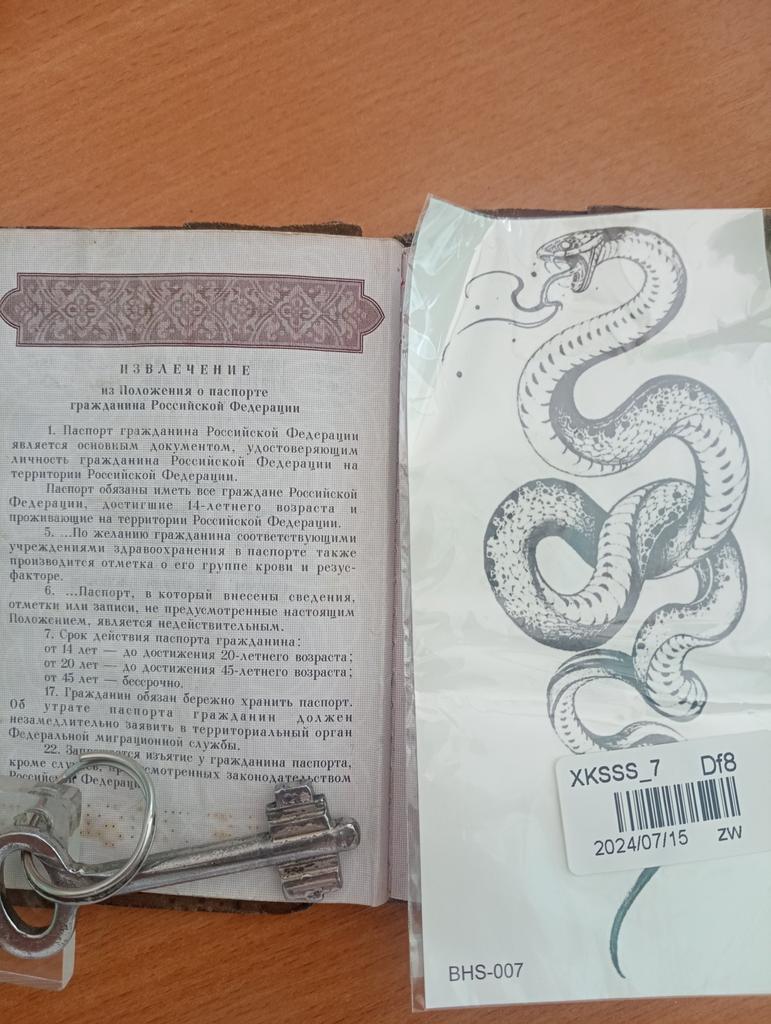 ИЗВЛЕЧЕНИЕ
из Положения о паспорте
гражданина Российской Федерации
1. Паспорт гражданина Российской Федерации
является основным документом, удостоверяющим
личность гражданина Российской Федерации на
территории Российской Федерации.
Паспорт обязаны иметь все граждане Российской
Федерации, достигшие 14-летнего возраста и
проживающие на территории Российской Федерации.
5. ...По желанию гражданина соответствующими
учреждениями здравоохранения в паспорте также
производится отметка о его группе крови и резус-
факторе.
6. ...Паспорт, в который внесены сведения,
отметки или записи, не предусмотренные настоящим
Положением, является недействительным.
7. Срок действия паспорта гражданина:
от 14 лет — до достижения 20-летнего возраста;
от 20 лет — до достижения 45-летнего возраста;
от 45 лет — бессрочно.
17. Гражданин обязан бережно хранить паспорт.
Об утрате паспорта гражданин должен
незамедлительно заявить в территориальный орган
Федеральной миграционной службы.
22. изъятие у гражданина паспорта,
кроме законодательством
Российской
XKSSS_7 Df8
2024/07/15 ZW
BHS-007